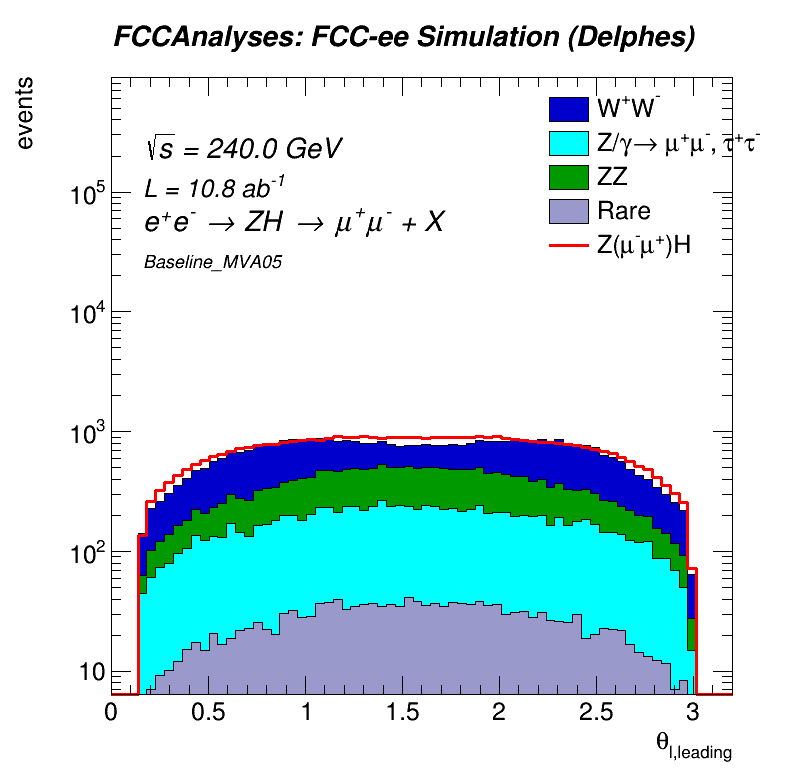 FCCAnalyses: FCC-ee Simulation (Delphes)
events
√s = 240.0 GeV
L = 10.8 ab⁻¹
e⁺e⁻ → ZH → μ⁺μ⁻ + X
Baseline_MVA05
W⁺W⁻
Z/γ→ μ⁺μ⁻, τ⁺τ⁻
ZZ
Rare
Z(μ⁻μ⁺)H
10⁵
10⁴
10³
10²
10
0 0.5 1 1.5 2 2.5 3
θl,leading